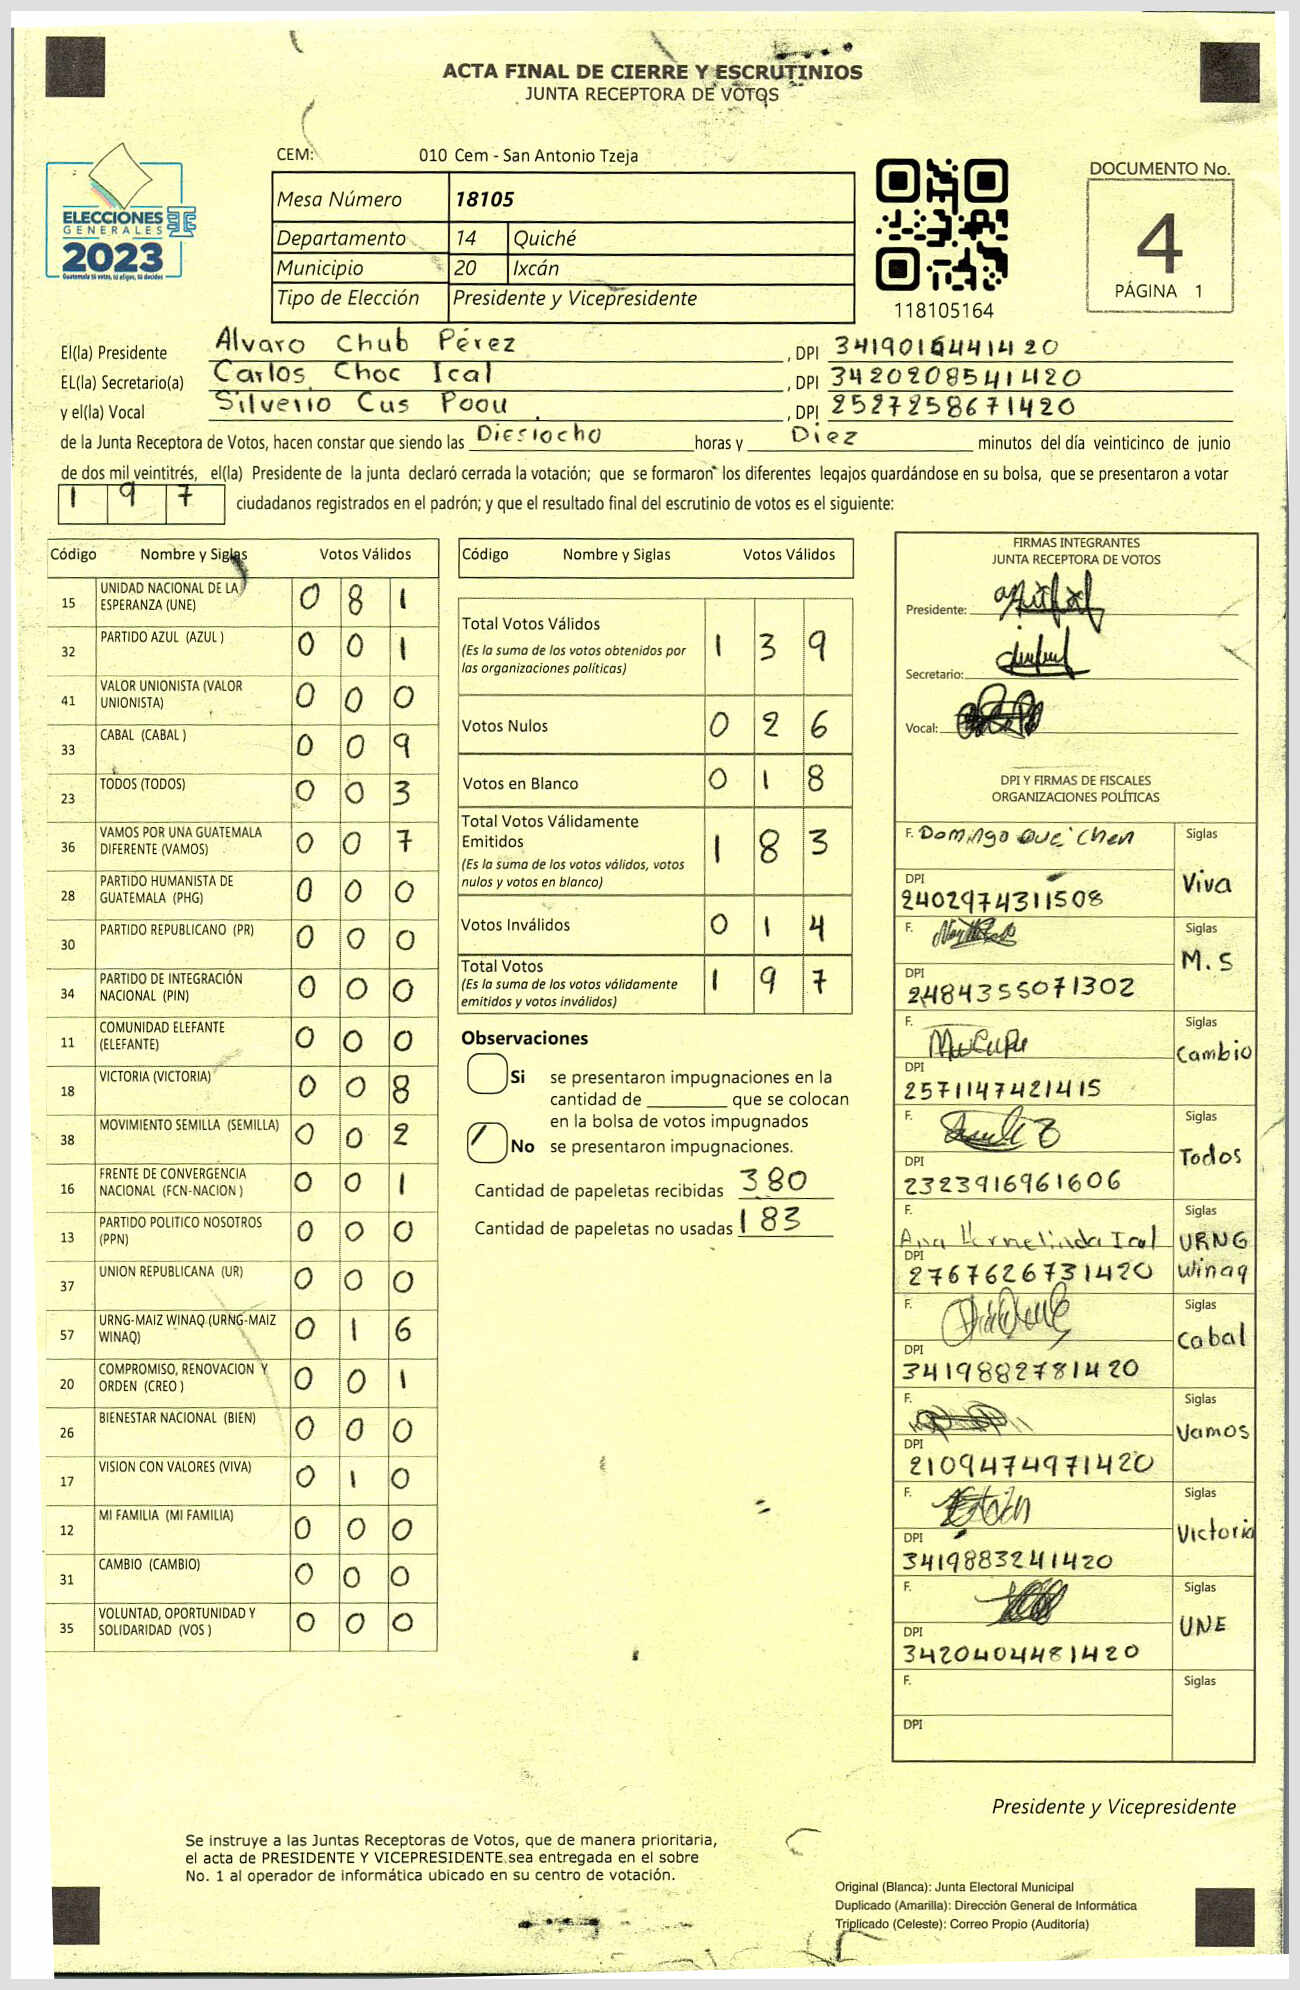 ACTA FINAL DE CIERRE Y ESCRUTINIOS
JUNTA RECEPTORA DE VOTOS
ELECCIONES
GENERALES
2023
Guatemala tú votas, tú eliges, tú decides
CEM: 010 Cem - San Antonio Tzeja
Mesa Número 18105
Departamento 14 Quiché
Municipio 20 Ixcán
Tipo de Elección Presidente y Vicepresidente
118105164
DOCUMENTO No.
4
PÁGINA 1
El(la) Presidente Alvaro Chub Pérez, DPI 3419016441420
EL(la) Secretario(a) Carlos Choc Ical, DPI 3420208541420
y el(la) Vocal Silverio Cus Poou, DPI 2527258671420
de la Junta Receptora de Votos, hacen constar que siendo las Diesiocho horas y Diez minutos del día veinticinco de junio
de dos mil veintitrés, el(la) Presidente de la junta declaró cerrada la votación; que se formaron los diferentes legajos guardándose en su bolsa, que se presentaron a votar
1 9 7 ciudadanos registrados en el padrón; y que el resultado final del escrutinio de votos es el siguiente:
Código Nombre y Siglas Votos Válidos
15 UNIDAD NACIONAL DE LA ESPERANZA (UNE) 0 8 1
32 PARTIDO AZUL (AZUL ) 0 0 1
41 VALOR UNIONISTA (VALOR UNIONISTA) 0 0 0
33 CABAL (CABAL ) 0 0 9
23 TODOS (TODOS) 0 0 3
36 VAMOS POR UNA GUATEMALA DIFERENTE (VAMOS) 0 0 7
28 PARTIDO HUMANISTA DE GUATEMALA (PHG) 0 0 0
30 PARTIDO REPUBLICANO (PR) 0 0 0
34 PARTIDO DE INTEGRACIÓN NACIONAL (PIN) 0 0 0
11 COMUNIDAD ELEFANTE (ELEFANTE) 0 0 0
18 VICTORIA (VICTORIA) 0 0 8
38 MOVIMIENTO SEMILLA (SEMILLA) 0 0 2
16 FRENTE DE CONVERGENCIA NACIONAL (FCN-NACION ) 0 0 1
13 PARTIDO POLITICO NOSOTROS (PPN) 0 0 0
37 UNION REPUBLICANA (UR) 0 0 0
57 URNG-MAIZ WINAQ (URNG-MAIZ WINAQ) 0 1 6
20 COMPROMISO, RENOVACION Y ORDEN (CREO ) 0 0 1
26 BIENESTAR NACIONAL (BIEN) 0 0 0
17 VISION CON VALORES (VIVA) 0 1 0
12 MI FAMILIA (MI FAMILIA) 0 0 0
31 CAMBIO (CAMBIO) 0 0 0
35 VOLUNTAD, OPORTUNIDAD Y SOLIDARIDAD (VOS ) 0 0 0
Código Nombre y Siglas Votos Válidos
Total Votos Válidos 1 3 9
(Es la suma de los votos obtenidos por
las organizaciones políticas)
Votos Nulos 0 2 6
Votos en Blanco 0 1 8
Total Votos Válidamente
Emitidos 1 8 3
(Es la suma de los votos válidos, votos
nulos y votos en blanco)
Votos Inválidos 0 1 4
Total Votos 1 9 7
(Es la suma de los votos válidamente
emitidos y votos inválidos)
Observaciones
Si se presentaron impugnaciones en la
cantidad de ________ que se colocan
en la bolsa de votos impugnados
No se presentaron impugnaciones.
Cantidad de papeletas recibidas 380
Cantidad de papeletas no usadas 183
FIRMAS INTEGRANTES
JUNTA RECEPTORA DE VOTOS
Presidente:
Secretario:
Vocal:
DPI Y FIRMAS DE FISCALES
ORGANIZACIONES POLÍTICAS
F. Domingo Que' Chen Siglas
DPI Viva
2402974311508
F. Siglas
DPI M.S
2484355071302
F. Siglas
DPI Cambio
2571147421415
F. Siglas
DPI Todos
2323916961606
F. Ana Ical Siglas
DPI URNG
2767626731420 Winaq
F. Siglas
DPI Cabal
3419882781420
F. Siglas
DPI Vamos
2109474971420
F. Siglas
DPI Victoria
3419883241420
F. Siglas
DPI UNE
3420404481420
F. Siglas
DPI
Presidente y Vicepresidente
Se instruye a las Juntas Receptoras de Votos, que de manera prioritaria,
el acta de PRESIDENTE Y VICEPRESIDENTE sea entregada en el sobre
No. 1 al operador de informática ubicado en su centro de votación.
Original (Blanca): Junta Electoral Municipal
Duplicado (Amarilla): Dirección General de Informática
Triplicado (Celeste): Correo Propio (Auditoría)